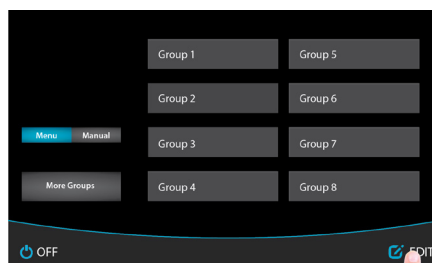 Group 1
Group 5
Group 2
Group 6
Menu
Manual
Group 3
Group 7
More Groups
Group 4
Group 8
OFF
EDIT